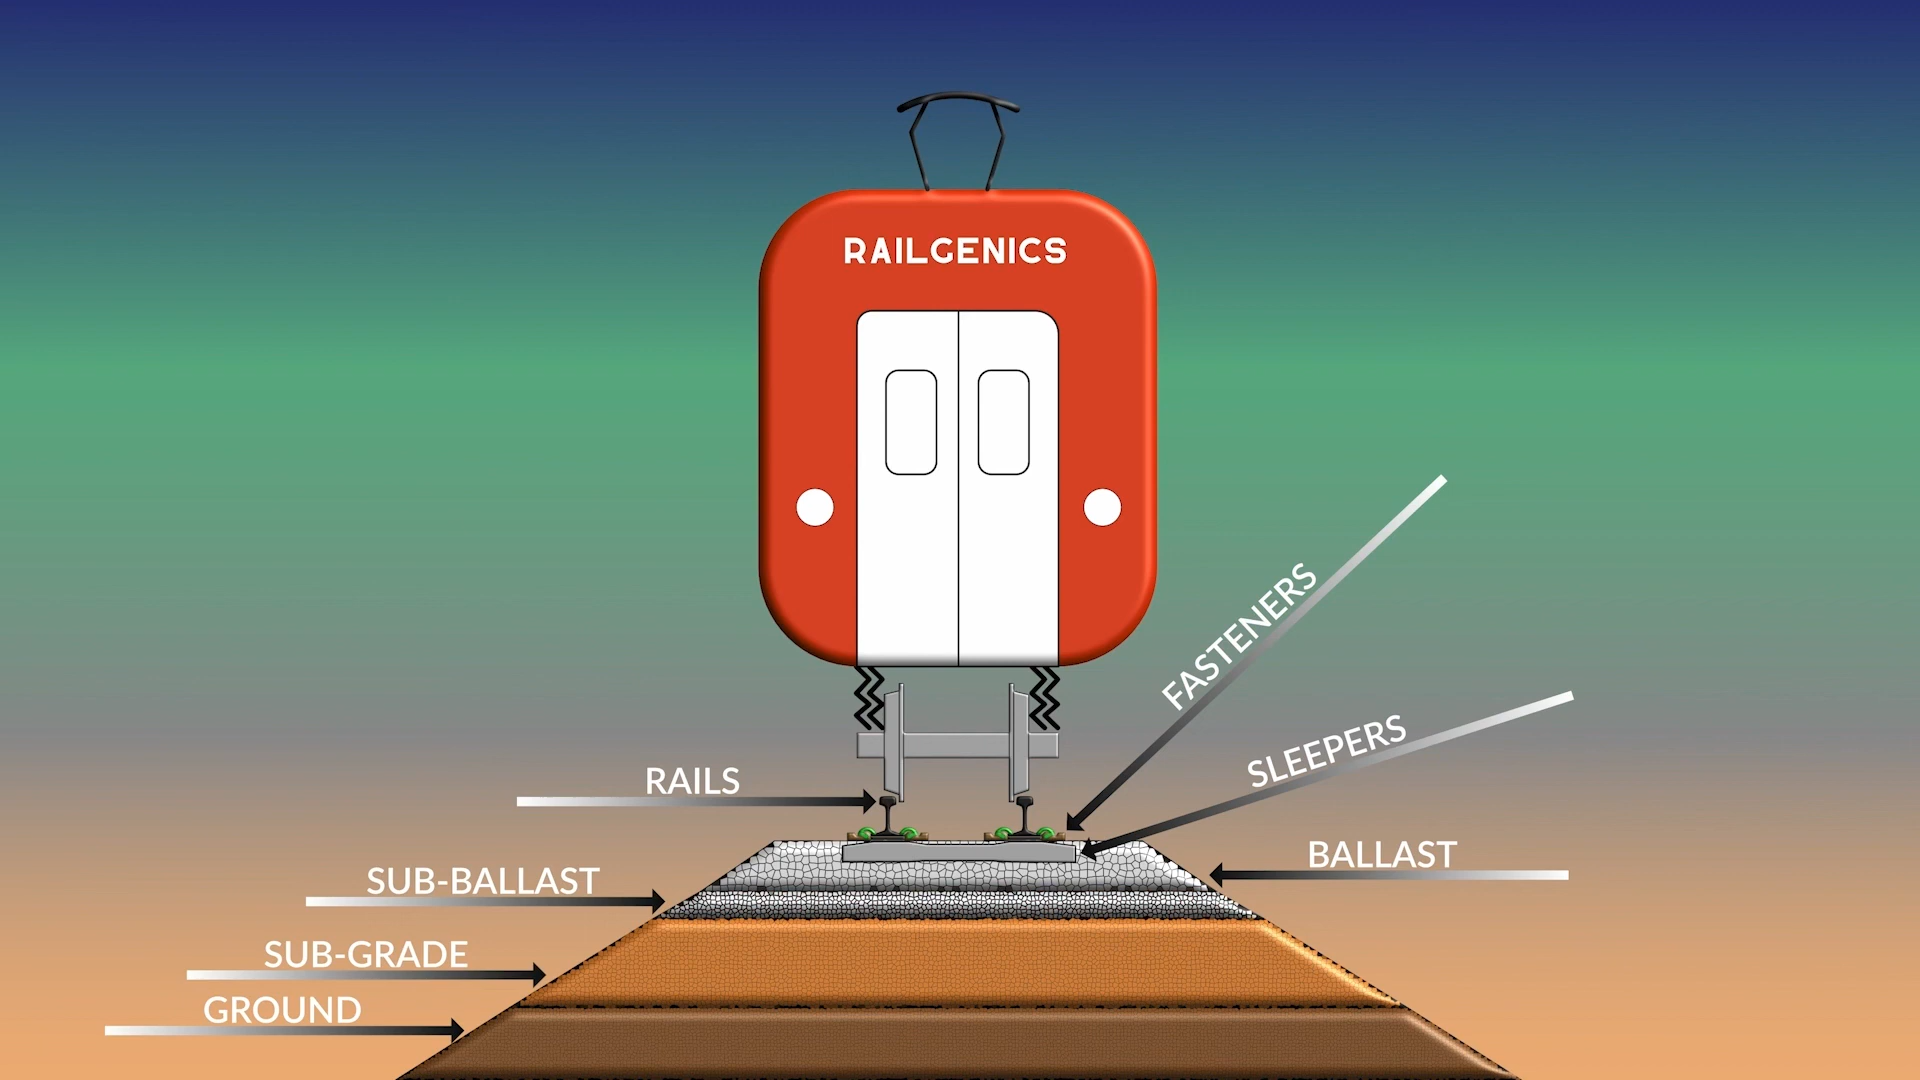 RAILGENICS
FASTENERS
SLEEPERS
RAILS
BALLAST
SUB-BALLAST
SUB-GRADE
GROUND